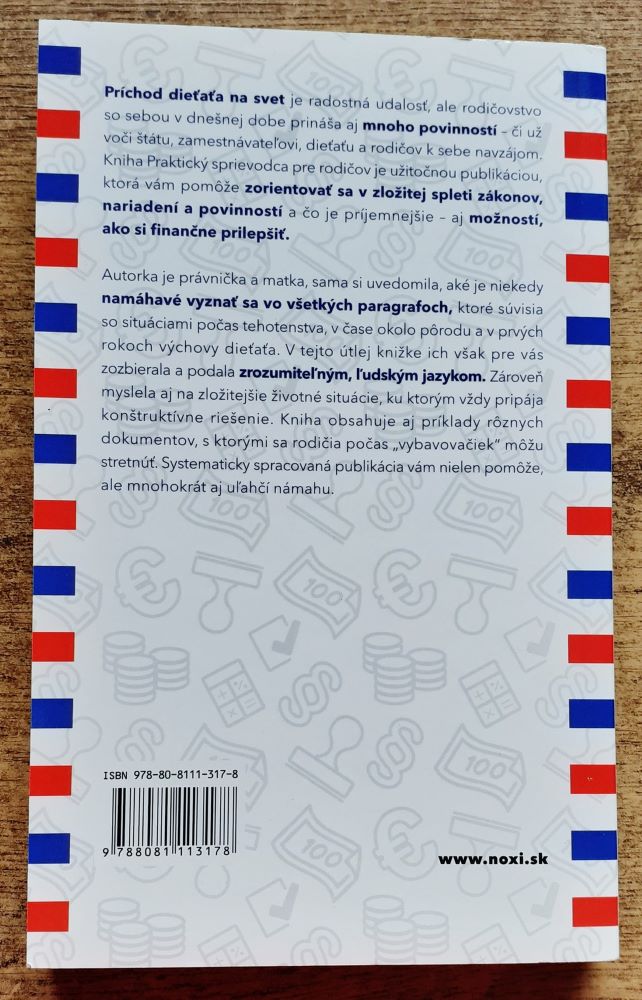 Príchod dieťaťa na svet je radostná udalosť, ale rodičovstvo
so sebou v dnešnej dobe prináša aj mnoho povinností – či už
voči štátu, zamestnávateľovi, dieťaťu a rodičov k sebe navzájom.
Kniha Praktický sprievodca pre rodičov je užitočnou publikáciou,
ktorá vám pomôže zorientovať sa v zložitej spleti zákonov,
nariadení a povinností a čo je príjemnejšie – aj možností,
ako si finančne prilepšiť.
Autorka je právnička a matka, sama si uvedomila, aké je niekedy
namáhavé vyznať sa vo všetkých paragrafoch, ktoré súvisia
so situáciami počas tehotenstva, v čase okolo pôrodu a v prvých
rokoch výchovy dieťaťa. V tejto útlej knižke ich však pre vás
zozbierala a podala zrozumiteľným, ľudským jazykom. Zároveň
myslela aj na zložitejšie životné situácie, ku ktorým vždy pripája
konštruktívne riešenie. Kniha obsahuje aj príklady rôznych
dokumentov, s ktorými sa rodičia počas „vybavovačiek“ môžu
stretnúť. Systematicky spracovaná publikácia vám nielen pomôže,
ale mnohokrát aj uľahčí námahu.
100
100
100
100
100
100
ISBN 978-80-8111-317-8
9 788081 113178
www.noxi.sk